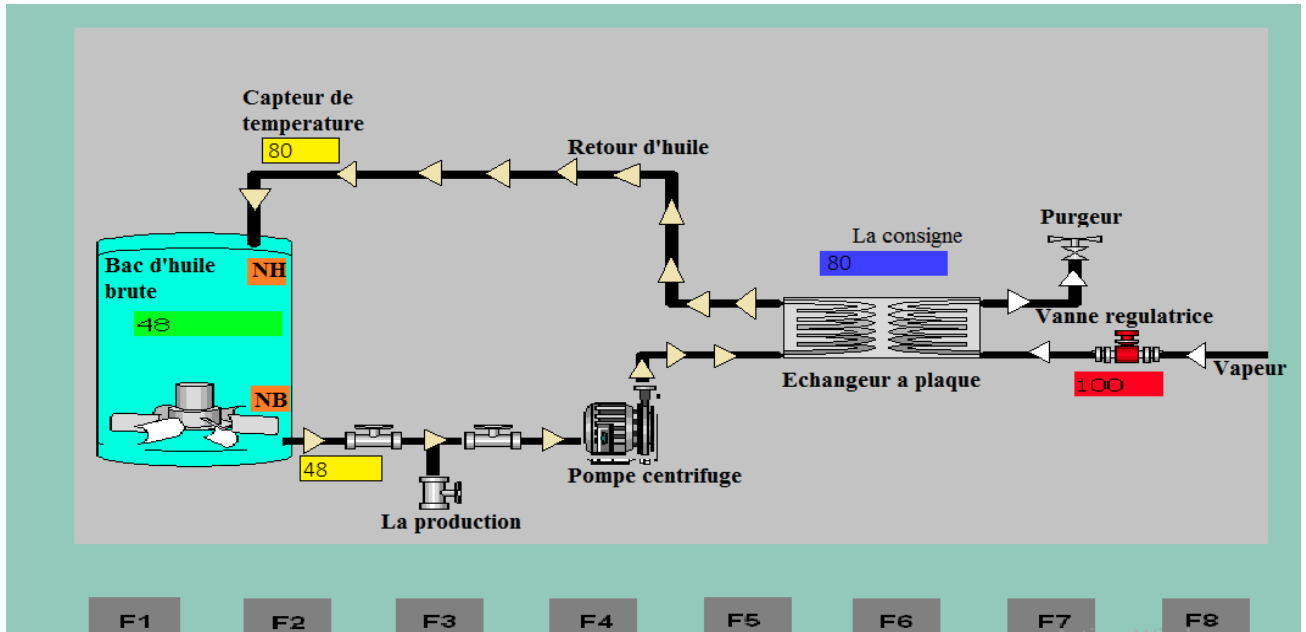 Capteur de
temperature
80
Retour d'huile
Purgeur
La consigne
80
Bac d'huile
brute
NH
48
Vanne regulatrice
Vapeur
100
Echangeur a plaque
NB
48
Pompe centrifuge
La production
F1 F2 F3 F4 F5 F6 F7 F8